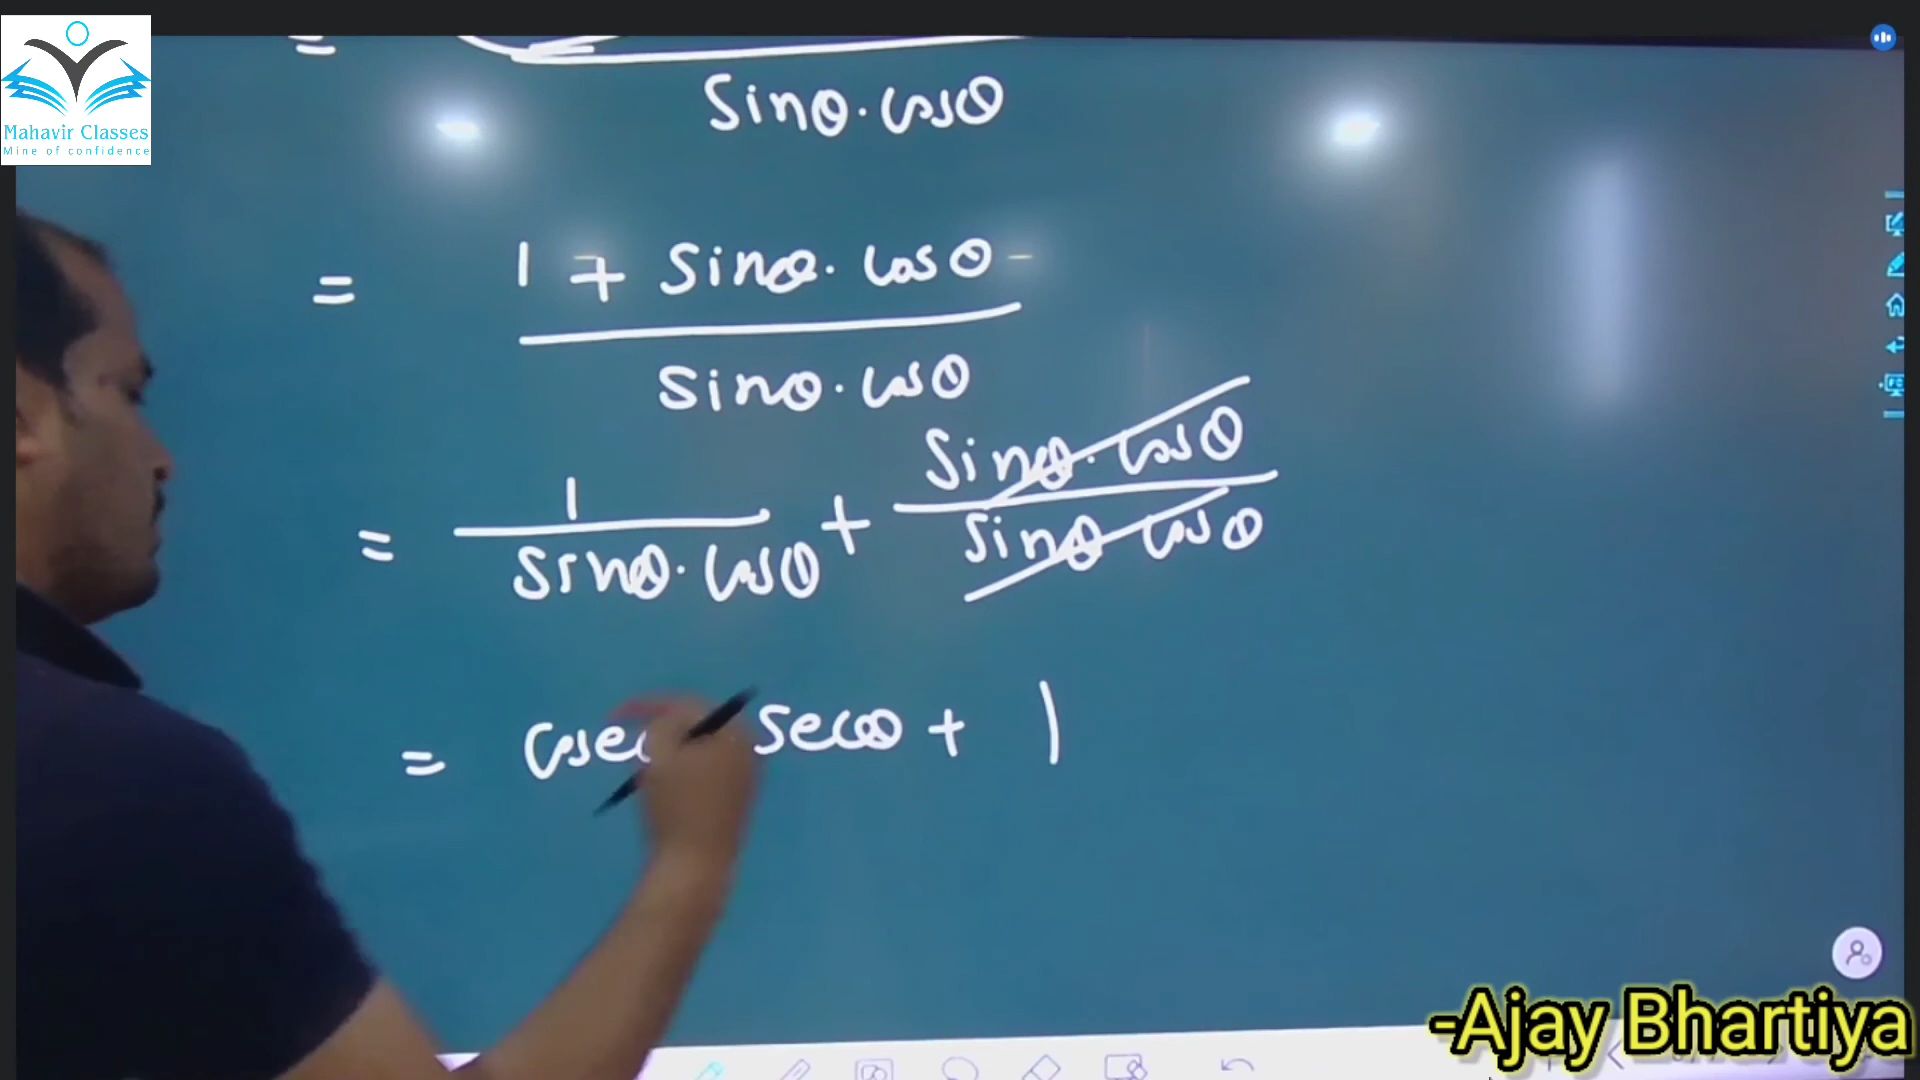 Mahavir Classes
Mine of confidence
=
Sinθ · Cosθ
= 1 + Sinθ · Cosθ
Sinθ · Cosθ
= 1 / Sinθ · Cosθ + Sinθ · Cosθ / Sinθ Cosθ
= Cosec Secθ + 1
-Ajay Bhartiya